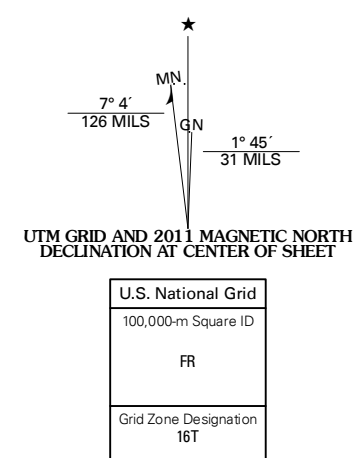 ★
MN.
7° 4´
126 MILS
GN
1° 45´
31 MILS
UTM GRID AND 2011 MAGNETIC NORTH
DECLINATION AT CENTER OF SHEET
U.S. National Grid
100,000-m Square ID
FR
Grid Zone Designation
16T